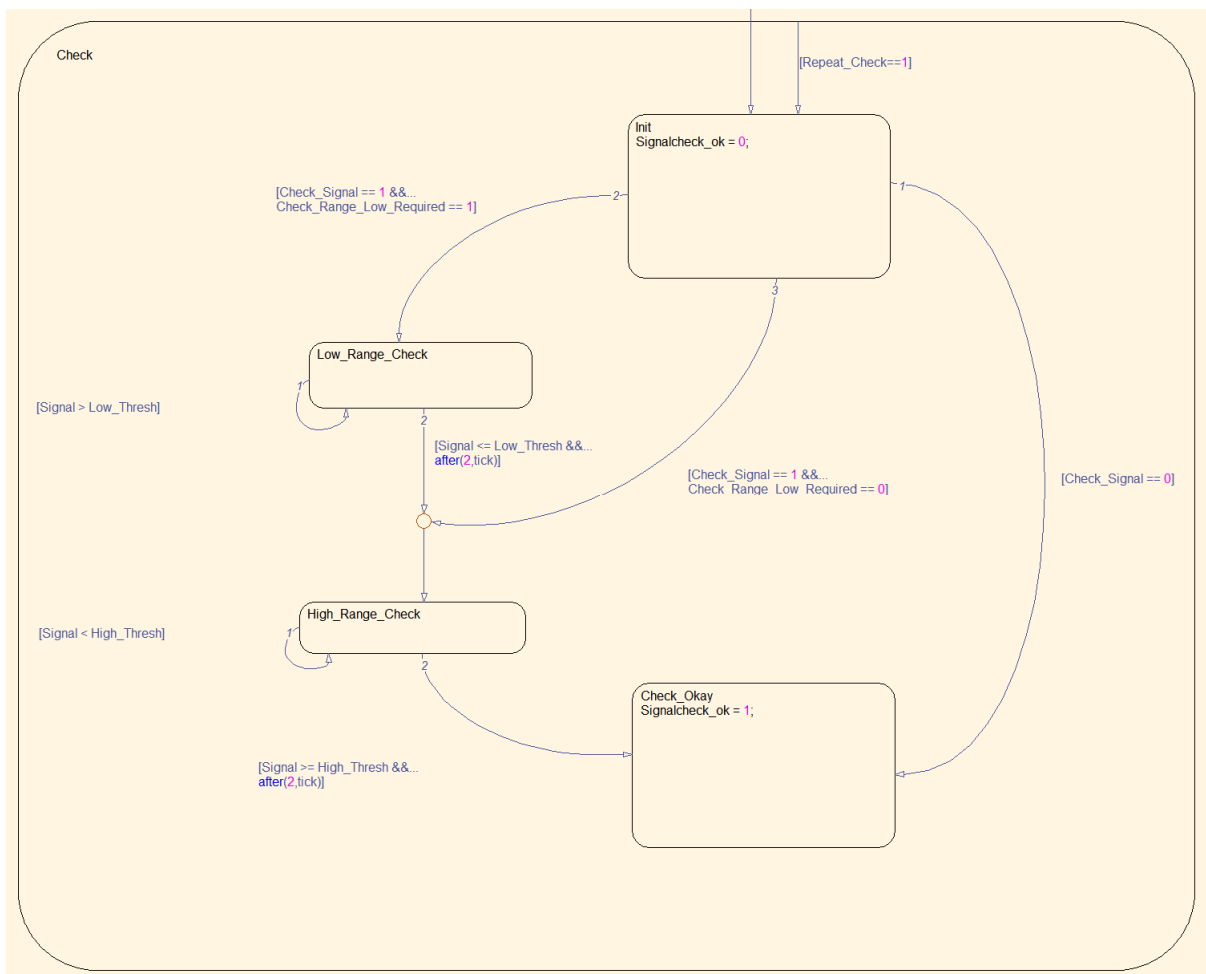 Check
[Repeat_Check==1]
Init
Signalcheck_ok = 0;
1
[Check_Signal == 1 &&...
Check_Range_Low_Required == 1]
2
3
Low_Range_Check
1
[Signal > Low_Thresh]
2
[Signal <= Low_Thresh &&...
after(2,tick)]
[Check_Signal == 1 &&...
Check_Range_Low_Required == 0]
[Check_Signal == 0]
High_Range_Check
1
[Signal < High_Thresh]
2
Check_Okay
Signalcheck_ok = 1;
[Signal >= High_Thresh &&...
after(2,tick)]